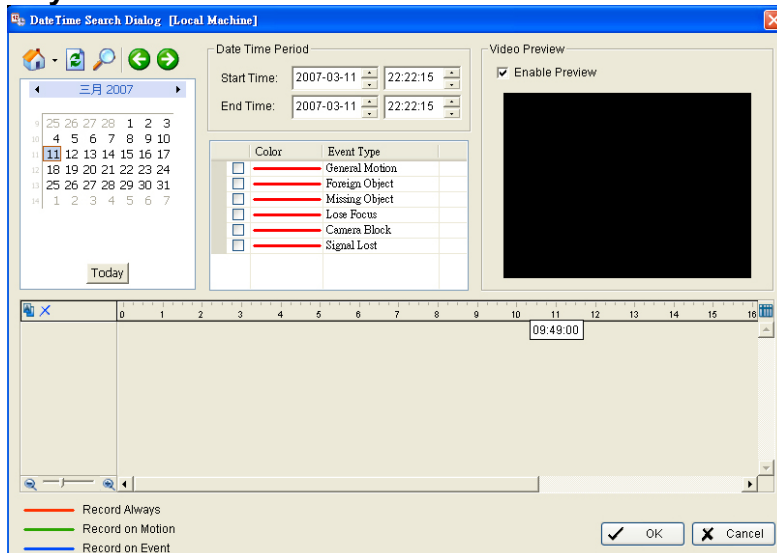 DateTime Search Dialog [Local Machine]
三月 2007
9 25 26 27 28 1 2 3
10 4 5 6 7 8 9 10
11 11 12 13 14 15 16 17
12 18 19 20 21 22 23 24
13 25 26 27 28 29 30 31
14 1 2 3 4 5 6 7
Today
Date Time Period
Start Time: 2007-03-11 22:22:15
End Time: 2007-03-11 22:22:15
Color Event Type
General Motion
Foreign Object
Missing Object
Lose Focus
Camera Block
Signal Lost
Video Preview
Enable Preview
0 1 2 3 4 5 6 7 8 9 10 11 12 13 14 15 16
09:49:00
Record Always
Record on Motion
Record on Event
OK
Cancel